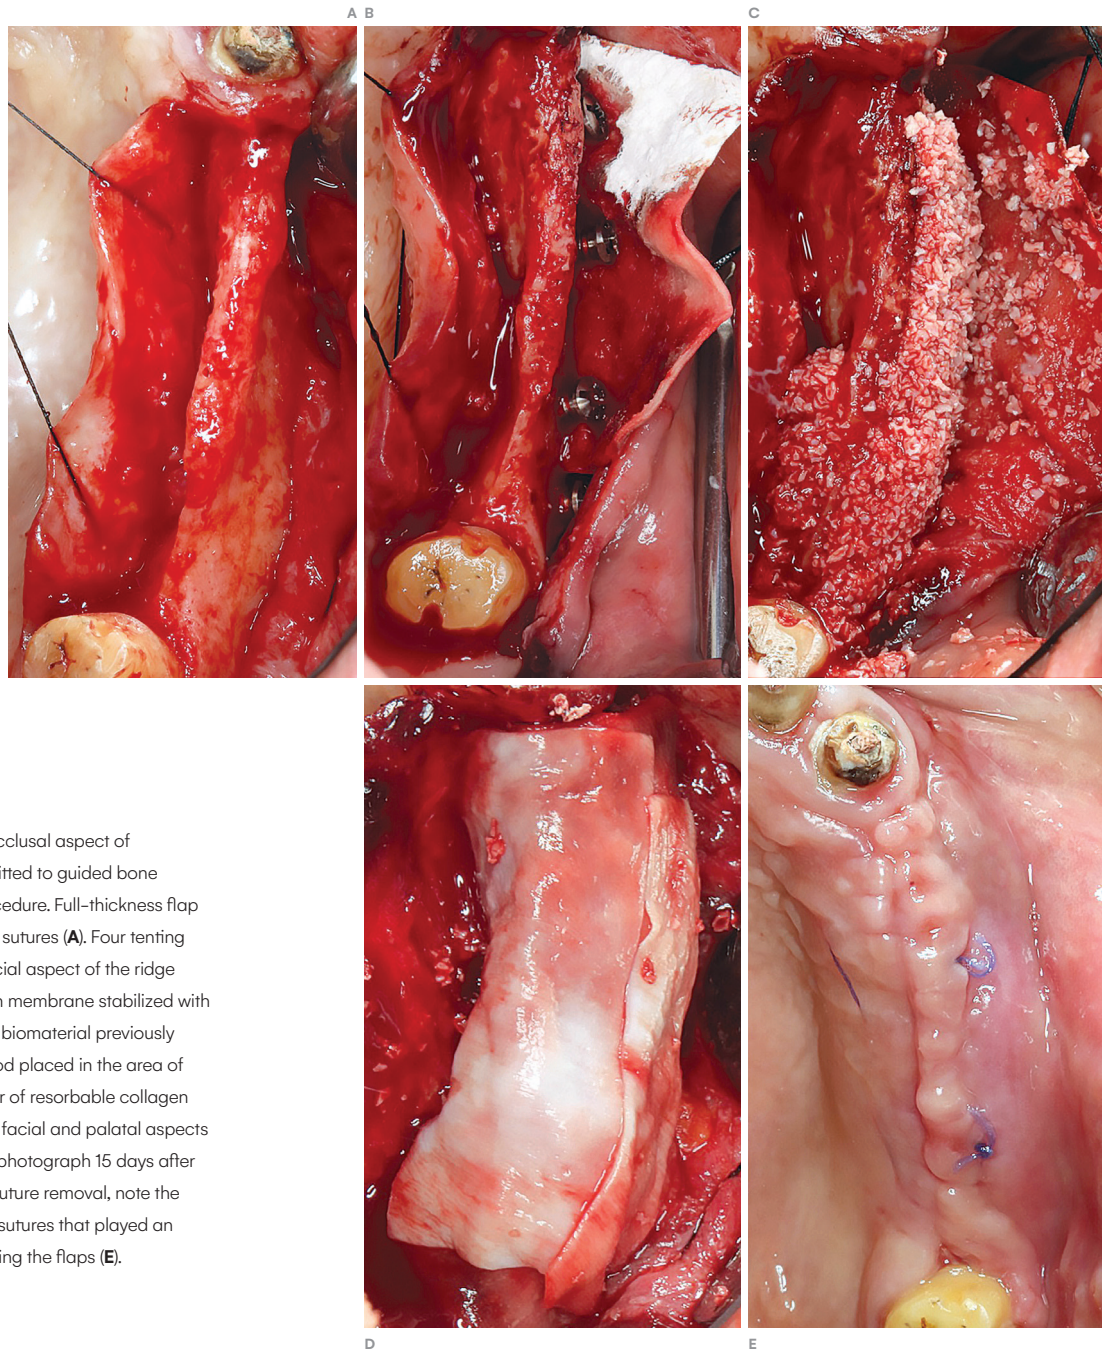 A B C
cclusal aspect of
itted to guided bone
cedure. Full-thickness flap
sutures (A). Four tenting
cial aspect of the ridge
n membrane stabilized with
biomaterial previously
od placed in the area of
r of resorbable collagen
facial and palatal aspects
photograph 15 days after
uture removal, note the
sutures that played an
ing the flaps (E).
D E